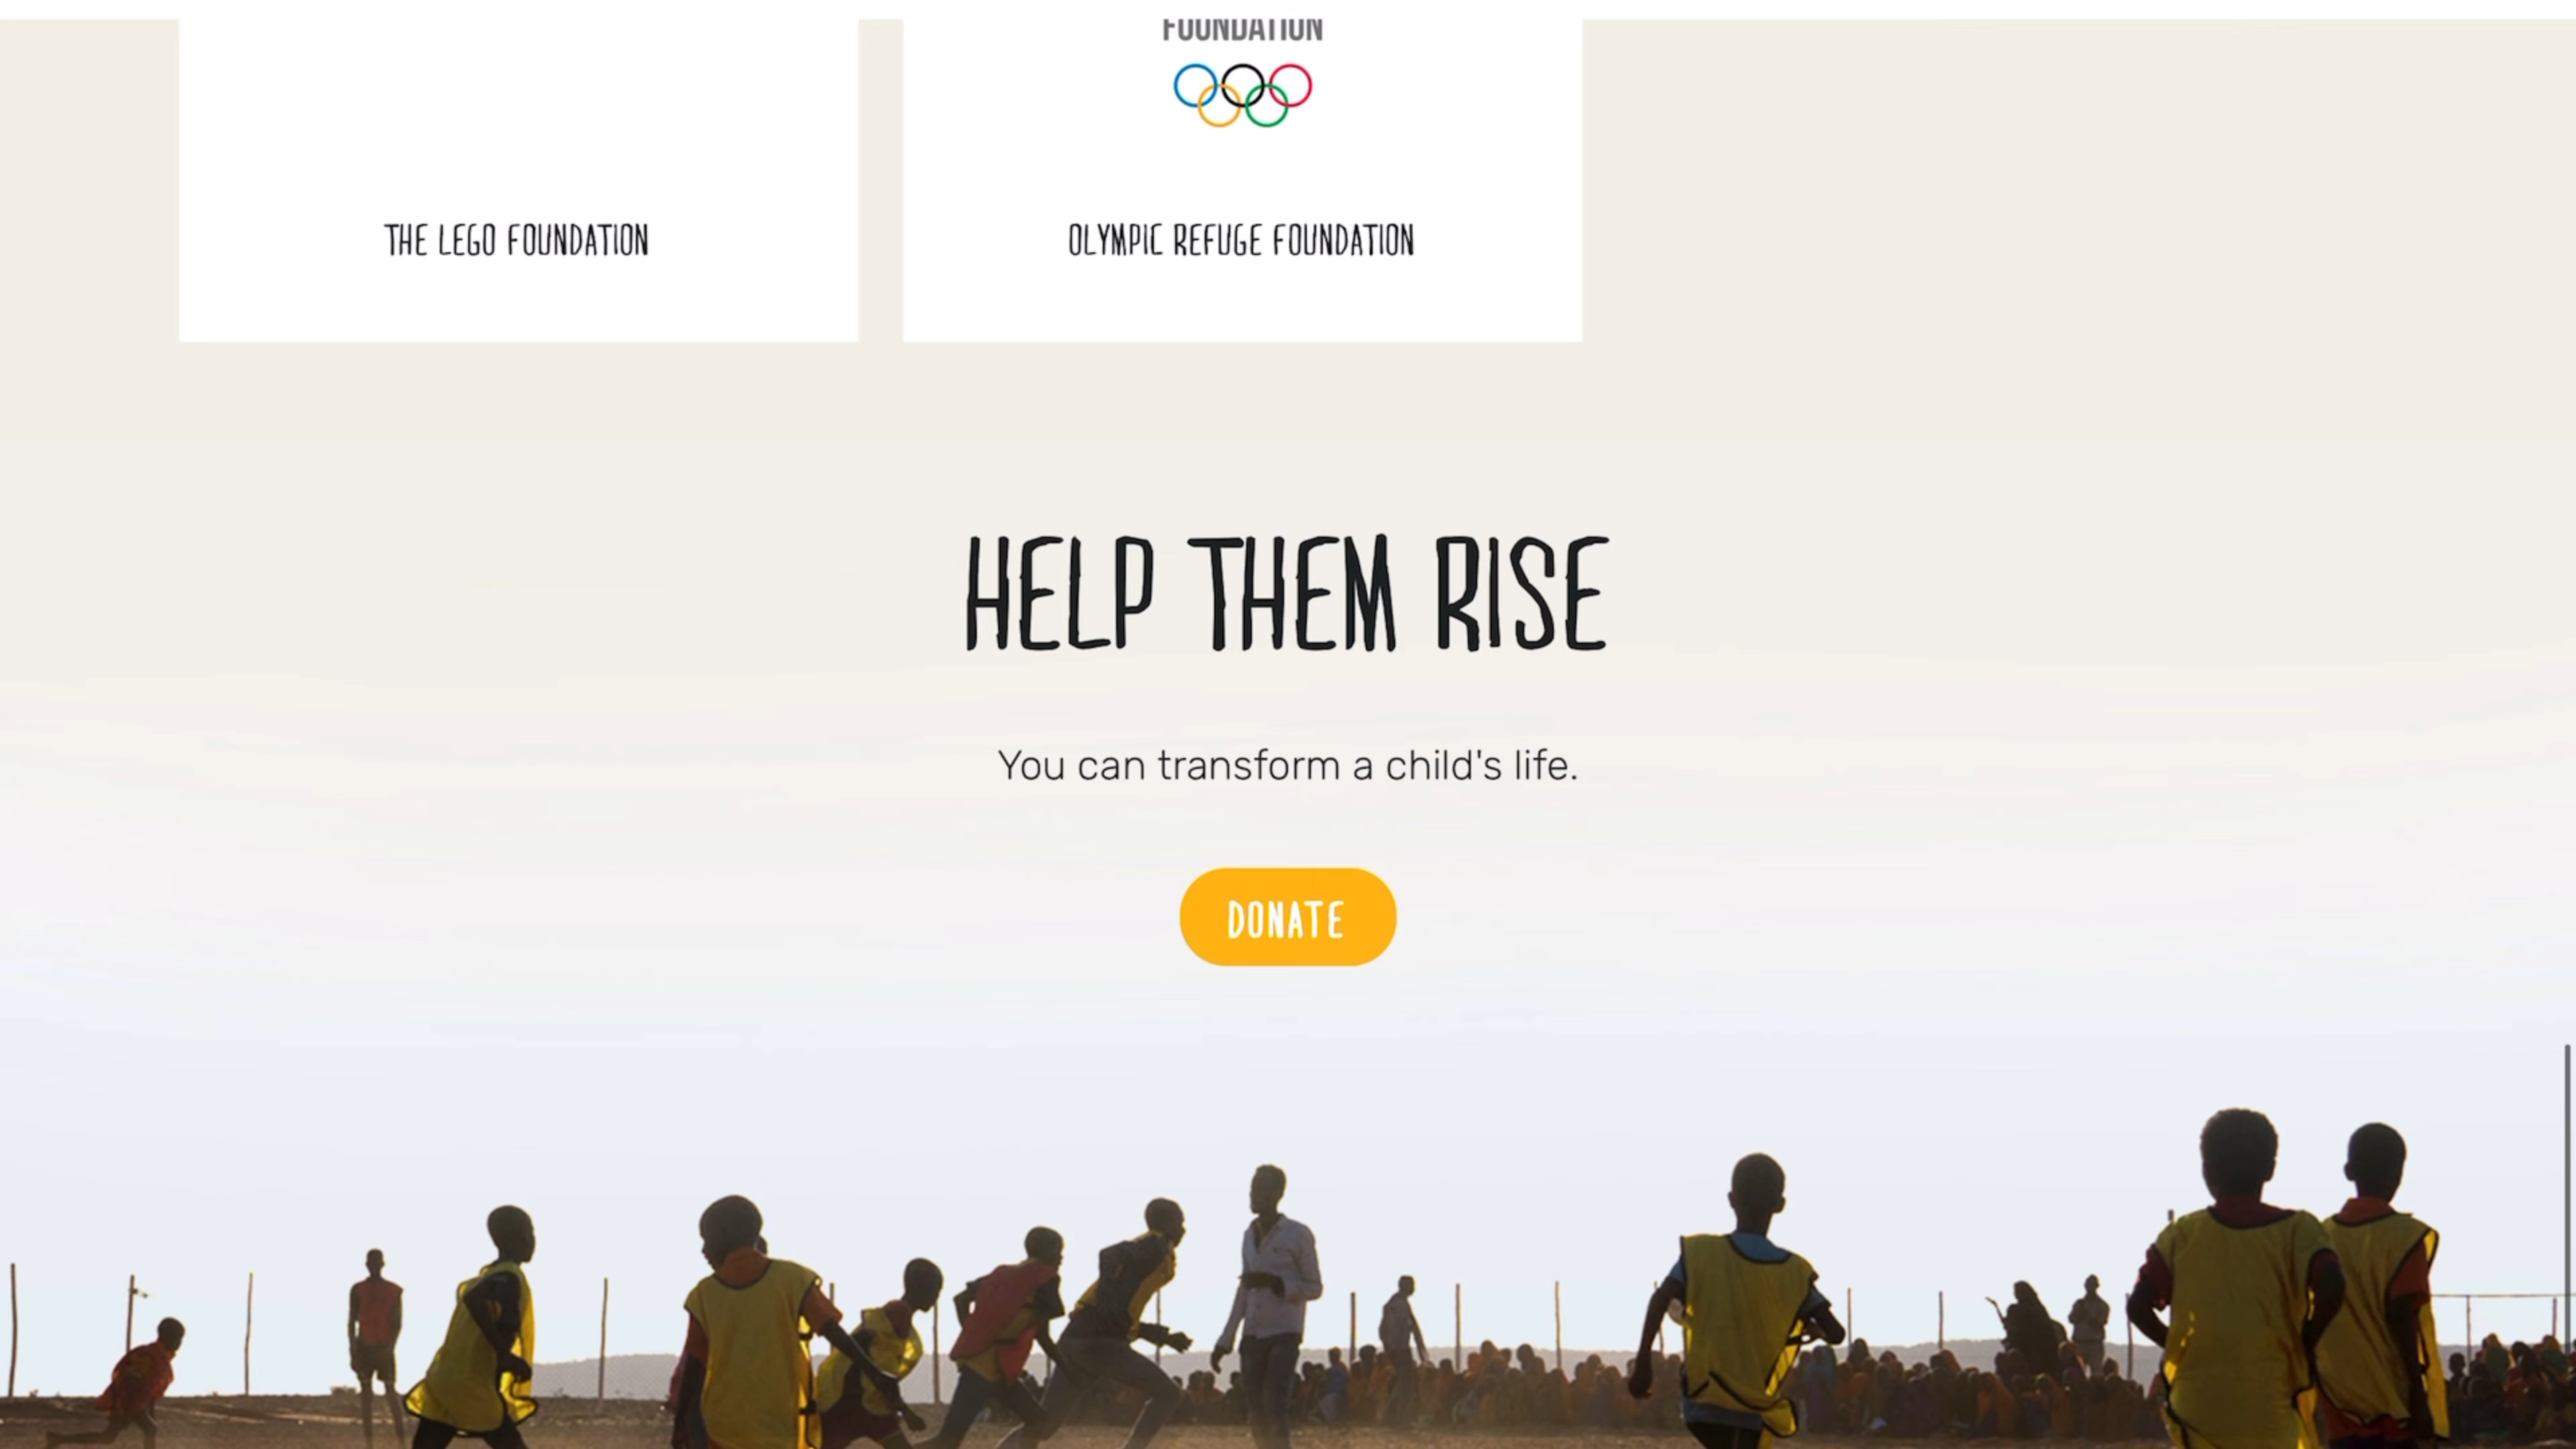 FOUNDATION
THE LEGO FOUNDATION
OLYMPIC REFUGE FOUNDATION
HELP THEM RISE
You can transform a child's life.
DONATE